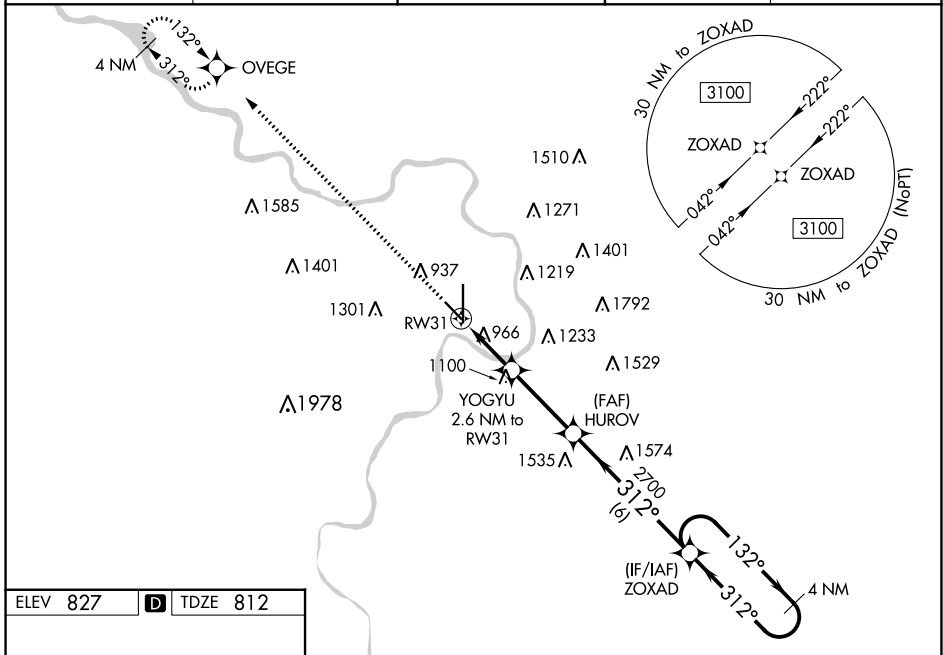 132°
4 NM
312°
OVEGE
30 NM to ZOXAD
3100
222°
222°
ZOXAD
ZOXAD
042°
042°
3100
30 NM to ZOXAD (NoPT)
1510
1585
1271
1401
1401
937
1219
1301
1792
RW31
966
1233
1100
1529
YOGYU
2.6 NM to
RW31
1978
(FAF)
HUROV
1535
1574
2700
312°
(6)
(IF/IAF)
ZOXAD
132°
312°
4 NM
ELEV 827 D TDZE 812